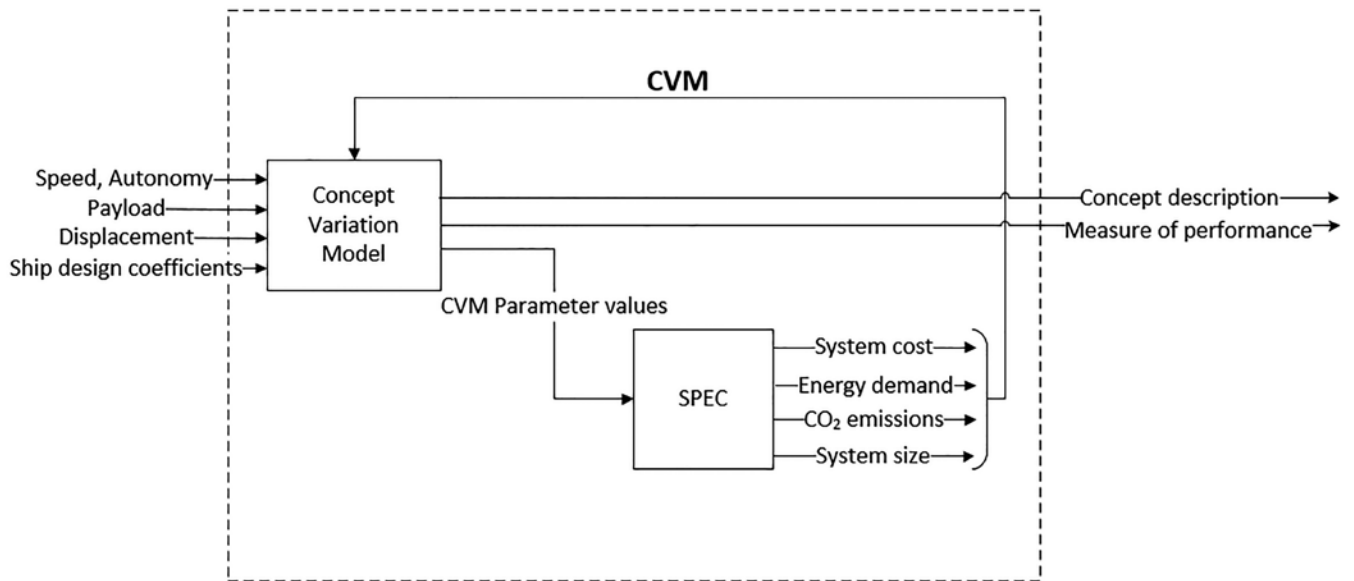 CVM
Speed, Autonomy
Payload
Displacement
Ship design coefficients
Concept
Variation
Model
Concept description
Measure of performance
CVM Parameter values
SPEC
System cost
Energy demand
CO₂ emissions
System size